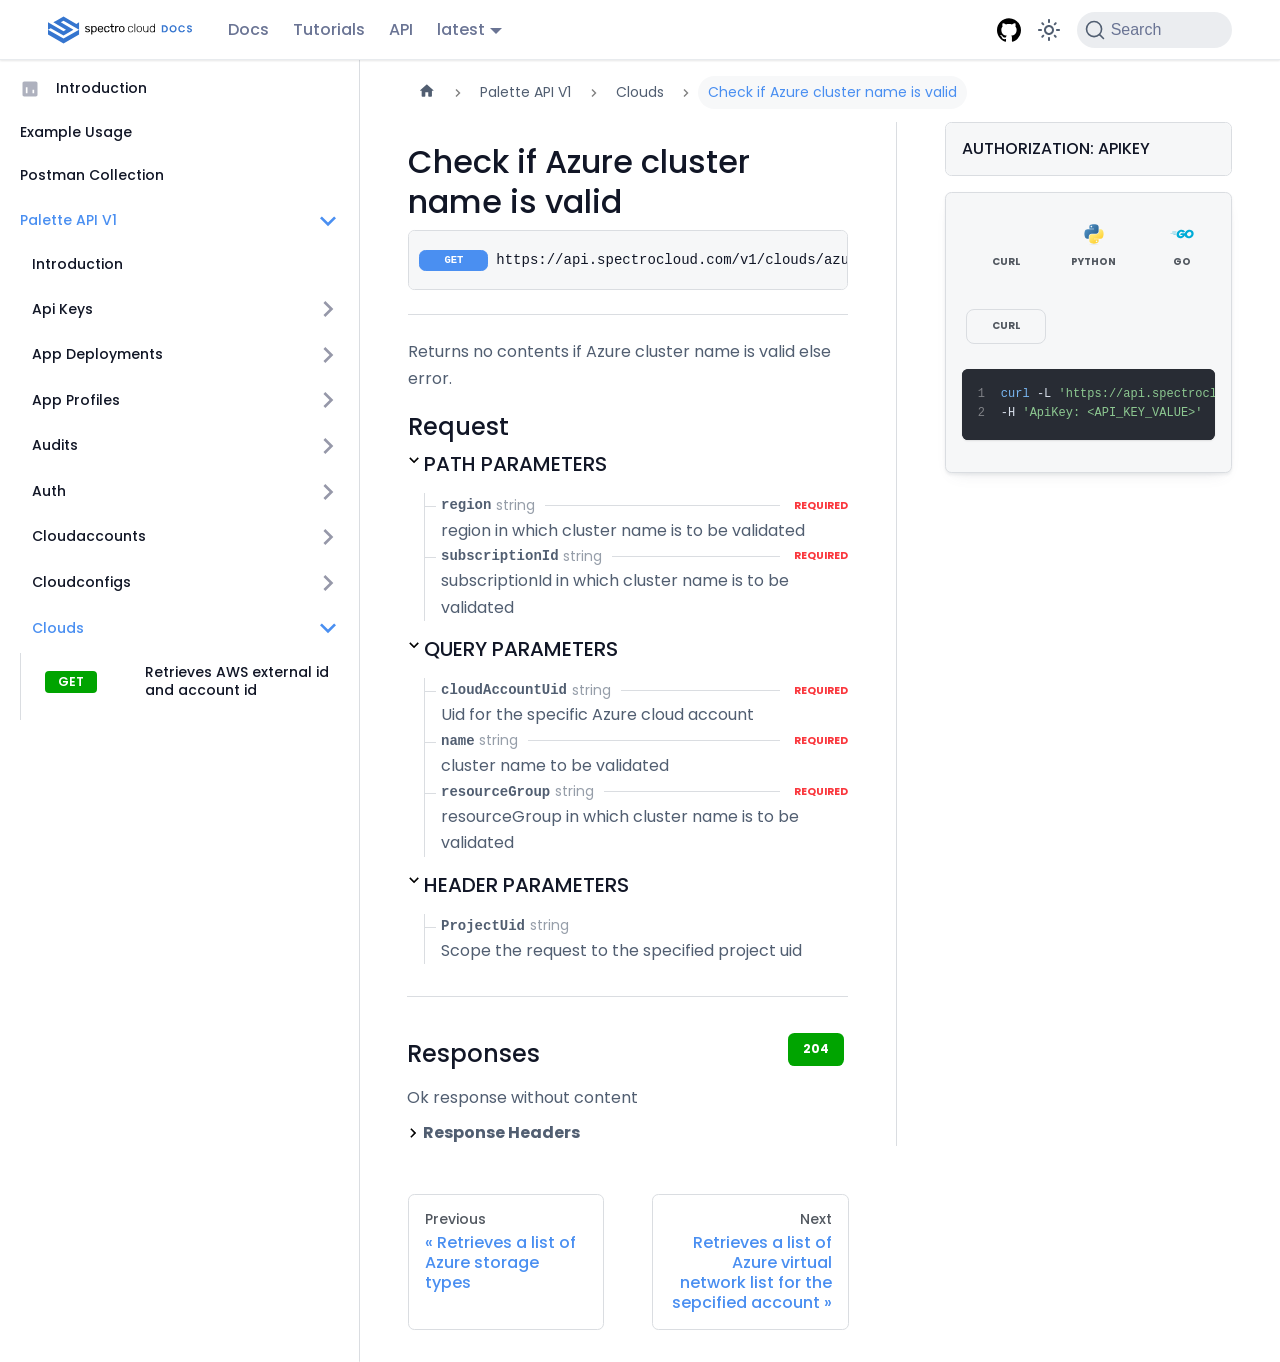 spectro cloud DOCS Docs Tutorials API latest Search
Introduction
Example Usage
Postman Collection
Palette API V1
Introduction
Api Keys
App Deployments
App Profiles
Audits
Auth
Cloudaccounts
Cloudconfigs
Clouds
GET Retrieves AWS external id
and account id
Palette API V1 Clouds Check if Azure cluster name is valid
Check if Azure cluster
name is valid
GET https://api.spectrocloud.com/v1/clouds/azu
Returns no contents if Azure cluster name is valid else
error.
Request
PATH PARAMETERS
region string REQUIRED
region in which cluster name is to be validated
subscriptionId string REQUIRED
subscriptionId in which cluster name is to be
validated
QUERY PARAMETERS
cloudAccountUid string REQUIRED
Uid for the specific Azure cloud account
name string REQUIRED
cluster name to be validated
resourceGroup string REQUIRED
resourceGroup in which cluster name is to be
validated
HEADER PARAMETERS
ProjectUid string
Scope the request to the specified project uid
Responses
204
Ok response without content
Response Headers
Previous
« Retrieves a list of
Azure storage
types
Next
Retrieves a list of
Azure virtual
network list for the
sepcified account »
AUTHORIZATION: APIKEY
GO
CURL PYTHON GO
CURL
1 curl -L 'https://api.spectrocl
2 -H 'ApiKey: <API_KEY_VALUE>'